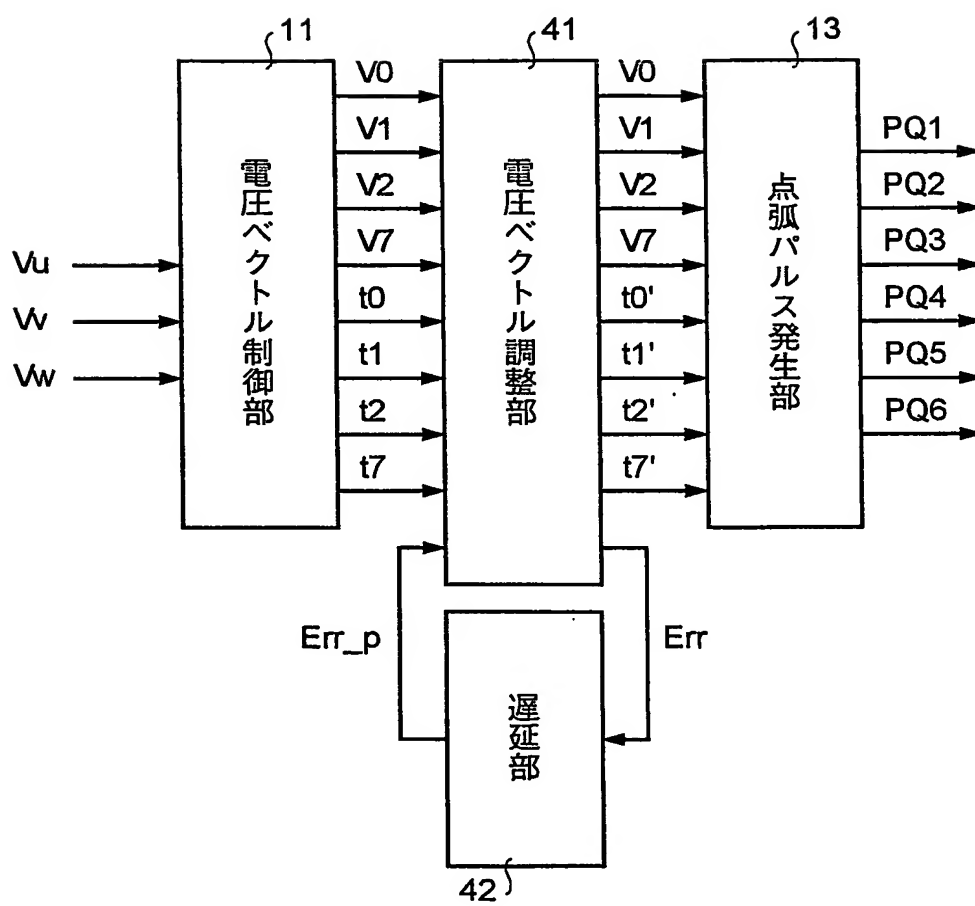 11
41
13
V0
V1
V2
V7
t0
t1
t2
t7
V0
V1
V2
V7
t0'
t1'
t2'
t7'
PQ1
PQ2
PQ3
PQ4
PQ5
PQ6
Vu
Vv
Vw
電圧ベクトル制御部
電圧ベクトル調整部
点弧パルス発生部
Err_p
Err
遅延部
42